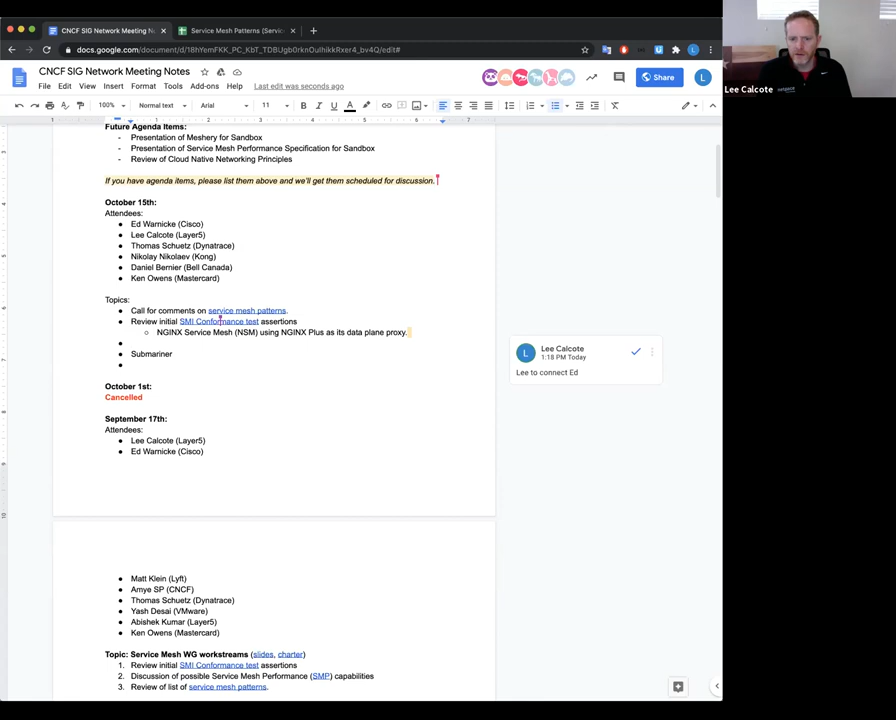 CNCF SIG Network Meeting Notes
Service Mesh Patterns (Servic
docs.google.com/document/d/18hYemFKK_PC_KbT_TDBUgb0rknOuIhikkRxer4_bv4Q/edit#
CNCF SIG Network Meeting Notes
File Edit View Insert Format Tools Add-ons Help Last edit was seconds ago
Share
L
100% Normal text Arial 11 B I U A
Future Agenda Items:
- Presentation of Meshery for Sandbox
- Presentation of Service Mesh Performance Specification for Sandbox
- Review of Cloud Native Networking Principles
If you have agenda items, please list them above and we'll get them scheduled for discussion.
October 15th:
Attendees:
● Ed Warnicke (Cisco)
● Lee Calcote (Layer5)
● Thomas Schuetz (Dynatrace)
● Nikolay Nikolaev (Kong)
● Daniel Bernier (Bell Canada)
● Ken Owens (Mastercard)
Topics:
● Call for comments on service mesh patterns.
● Review initial SMI Conformance test assertions
○ NGINX Service Mesh (NSM) using NGINX Plus as its data plane proxy.
● Submariner
October 1st:
Cancelled
September 17th:
Attendees:
● Lee Calcote (Layer5)
● Ed Warnicke (Cisco)
● Matt Klein (Lyft)
● Amye SP (CNCF)
● Thomas Schuetz (Dynatrace)
● Yash Desai (VMware)
● Abishek Kumar (Layer5)
● Ken Owens (Mastercard)
Topic: Service Mesh WG workstreams (slides, charter)
1. Review initial SMI Conformance test assertions
2. Discussion of possible Service Mesh Performance (SMP) capabilities
3. Review of list of service mesh patterns.
L
Lee Calcote
1:18 PM Today
Lee to connect Ed
Lee Calcote